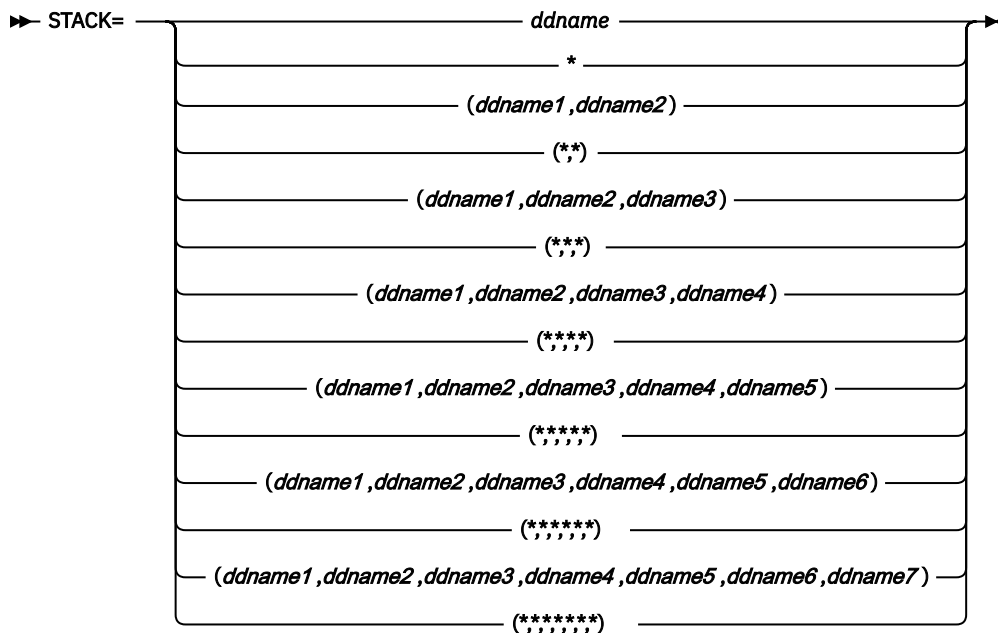 STACK= ddname
*
(ddname1,ddname2)
(*,*)
(ddname1,ddname2,ddname3)
(*,*,*)
(ddname1,ddname2,ddname3,ddname4)
(*,*,*,*)
(ddname1,ddname2,ddname3,ddname4,ddname5)
(*,*,*,*,*)
(ddname1,ddname2,ddname3,ddname4,ddname5,ddname6)
(*,*,*,*,*,*)
(ddname1,ddname2,ddname3,ddname4,ddname5,ddname6,ddname7)
(*,*,*,*,*,*,*)